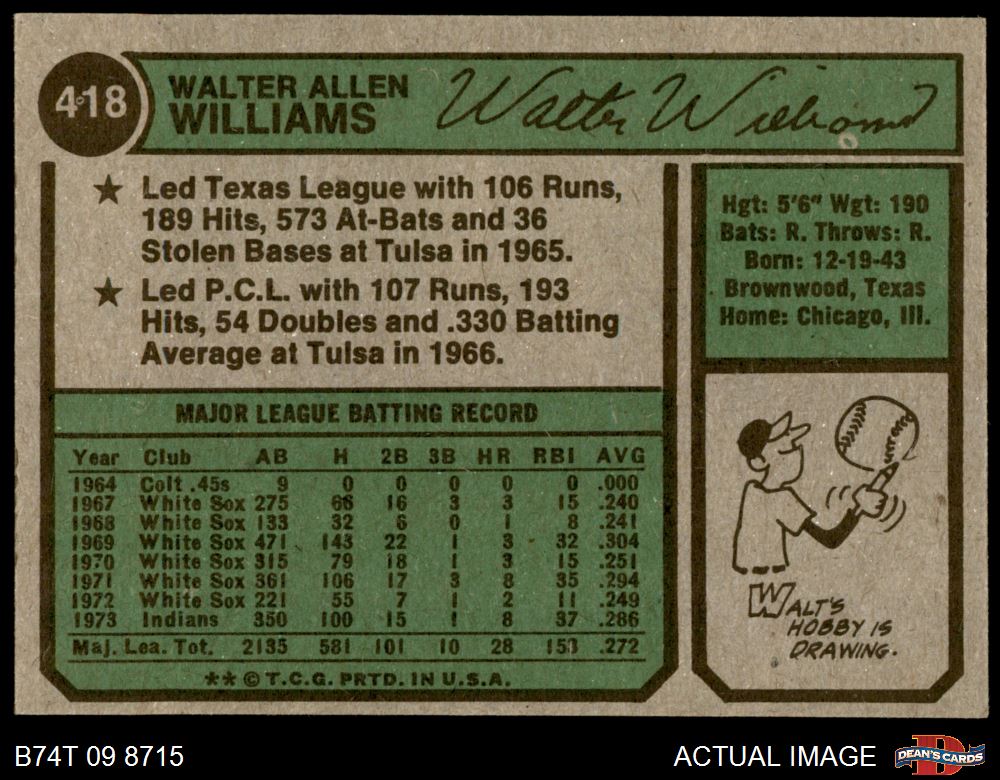 418
WALTER ALLEN
WILLIAMS
Walter Williams
★ Led Texas League with 106 Runs,
189 Hits, 573 At-Bats and 36
Stolen Bases at Tulsa in 1965.
★ Led P.C.L. with 107 Runs, 193
Hits, 54 Doubles and .330 Batting
Average at Tulsa in 1966.
Hgt: 5'6" Wgt: 190
Bats: R. Throws: R.
Born: 12-19-43
Brownwood, Texas
Home: Chicago, Ill.
MAJOR LEAGUE BATTING RECORD
Year Club AB H 2B 3B HR RBI AVG
1964 Colt .45s 9 0 0 0 0 0 .000
1967 White Sox 275 66 16 3 3 15 .240
1968 White Sox 133 32 6 0 1 8 .241
1969 White Sox 471 143 22 1 3 32 .304
1970 White Sox 315 79 18 1 3 15 .251
1971 White Sox 361 106 17 3 8 35 .294
1972 White Sox 221 55 7 1 2 11 .249
1973 Indians 350 100 15 1 8 37 .286
Maj. Lea. Tot. 2135 581 101 10 28 153 .272
** © T.C.G. PRTD. IN U.S.A.
WALT'S
HOBBY IS
DRAWING.
B74T 09 8715
ACTUAL IMAGE
D
DEAN'S CARDS